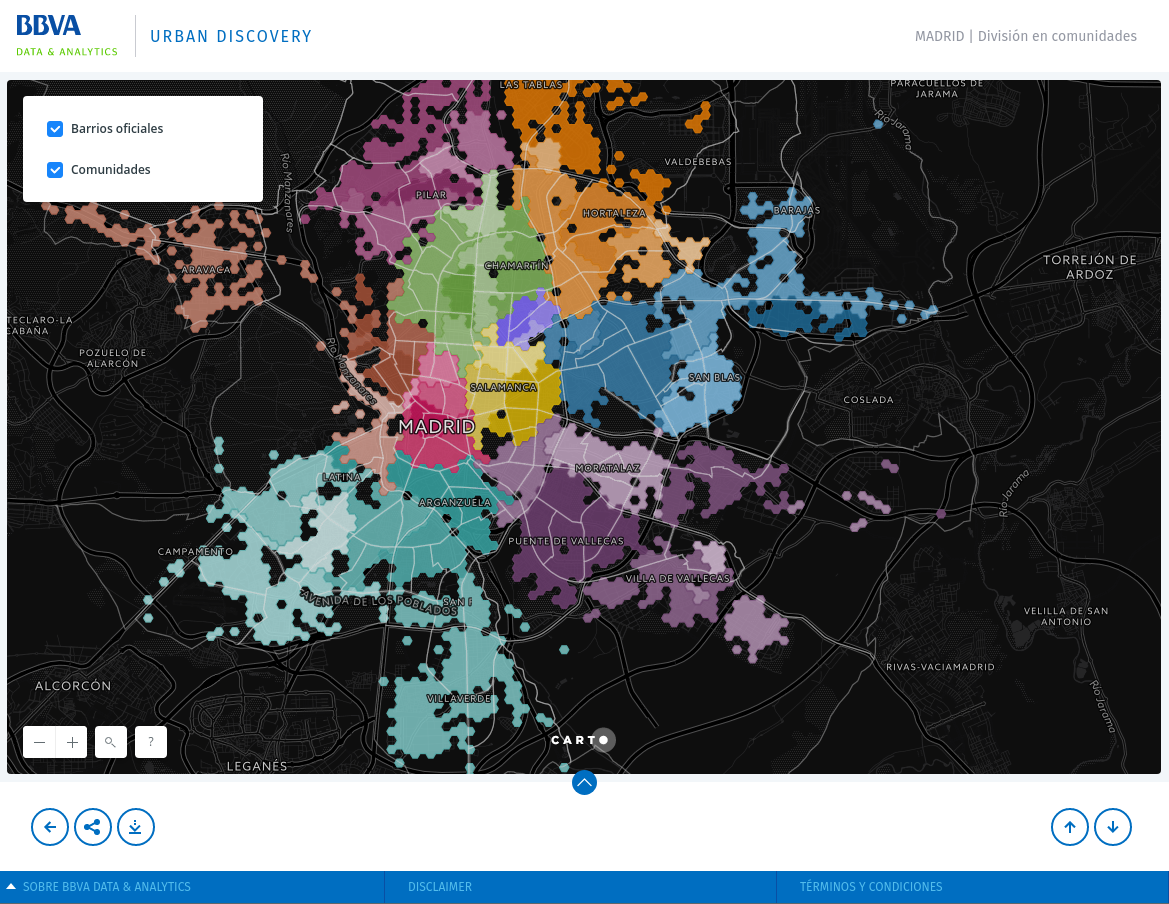 BBVA
DATA & ANALYTICS
URBAN DISCOVERY
MADRID | División en comunidades
Barrios oficiales
Comunidades
LAS TABLAS
PARACUELLOS DE
JARAMA
Río Jarama
VALDEBEBAS
Río Manzanares
PILAR
HORTALEZA
BARAJAS
ARAVACA
CHAMARTÍN
TORREJÓN DE
ARDOZ
TECLARO-LA
CABAÑA
POZUELO DE
ALARCÓN
Río Manzanares
SALAMANCA
SAN BLAS
COSLADA
MADRID
LATINA
MORATALAZ
Río Jarama
ARGANZUELA
PUENTE DE VALLECAS
CAMPAMENTO
VILLA DE VALLECAS
AVENIDA DE LOS POBLADOS
SAN F
VELILLA DE SAN
ANTONIO
RIVAS-VACIAMADRID
ALCORCÓN
VILLAVERDE
Río Jarama
CARTO
LEGANÉS
?
SOBRE BBVA DATA & ANALYTICS
DISCLAIMER
TÉRMINOS Y CONDICIONES